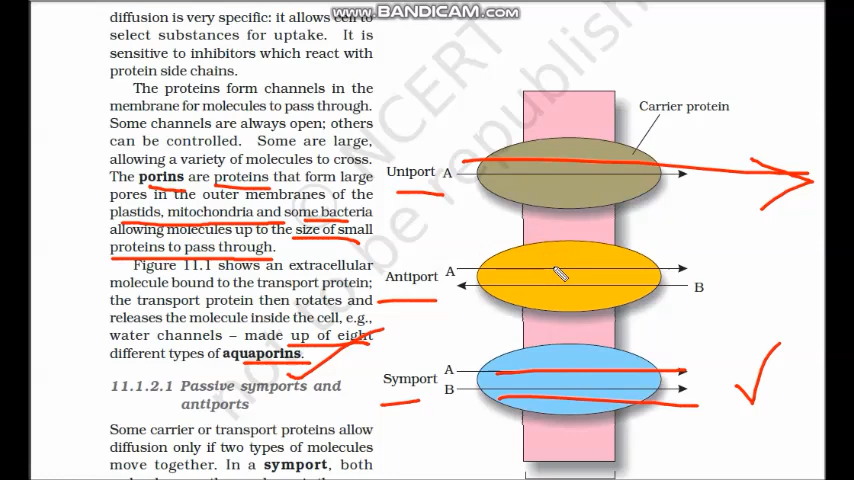 www.BANDICAM.com
diffusion is very specific: it allows cell to
select substances for uptake. It is
sensitive to inhibitors which react with
protein side chains.
The proteins form channels in the
membrane for molecules to pass through.
Some channels are always open; others
can be controlled. Some are large,
allowing a variety of molecules to cross.
The porins are proteins that form large
pores in the outer membranes of the
plastids, mitochondria and some bacteria
allowing molecules up to the size of small
proteins to pass through.
Figure 11.1 shows an extracellular
molecule bound to the transport protein;
the transport protein then rotates and
releases the molecule inside the cell, e.g.,
water channels – made up of eight
different types of aquaporins.
11.1.2.1 Passive symports and
antiports
Some carrier or transport proteins allow
diffusion only if two types of molecules
move together. In a symport, both
Carrier protein
Uniport A
Antiport A
B
Symport A
B
© NCERT
not to be republish